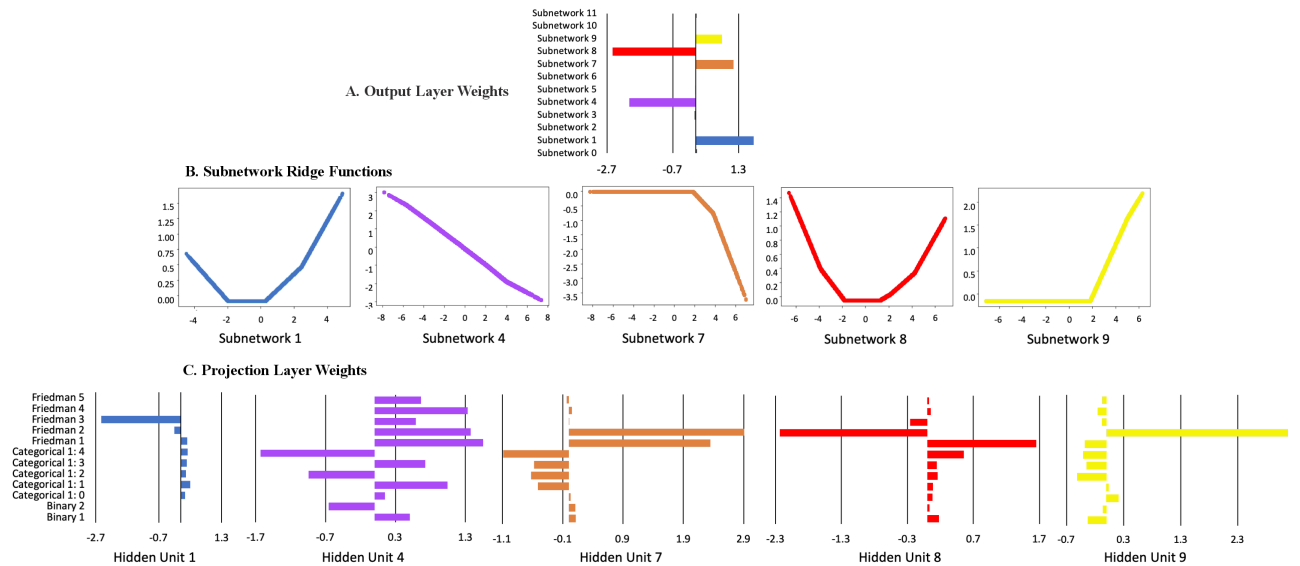 Subnetwork 11
Subnetwork 10
Subnetwork 9
Subnetwork 8
Subnetwork 7
Subnetwork 6
Subnetwork 5
Subnetwork 4
Subnetwork 3
Subnetwork 2
Subnetwork 1
Subnetwork 0
A. Output Layer Weights
-2.7 -0.7 1.3
B. Subnetwork Ridge Functions
1.5
1.0
0.75
0.5
0.25
0.00
-4 -2 0 2 4
Subnetwork 1
3
2
1
0
-1
-2
-3
-8 -6 -4 -2 0 2 4 6 8
Subnetwork 4
0.0
-0.5
-1.0
-1.5
-2.0
-2.5
-3.0
-3.5
-8 -6 -4 -2 0 2 4 6
Subnetwork 7
1.4
1.2
1.0
0.8
0.6
0.4
0.2
0.0
-6 -4 -2 0 2 4 6
Subnetwork 8
2.0
1.5
1.0
0.5
0.0
-6 -4 -2 0 2 4 6
Subnetwork 9
C. Projection Layer Weights
Friedman 5
Friedman 4
Friedman 3
Friedman 2
Friedman 1
Categorical 1: 4
Categorical 1: 3
Categorical 1: 2
Categorical 1: 1
Categorical 1: 0
Binary 2
Binary 1
-2.7 -0.7 1.3
Hidden Unit 1
-1.7 -0.7 0.3 1.3
Hidden Unit 4
-1.1 -0.1 0.9 1.9 2.9
Hidden Unit 7
-2.3 -1.3 -0.3 0.7 1.7
Hidden Unit 8
-0.7 0.3 1.3 2.3
Hidden Unit 9